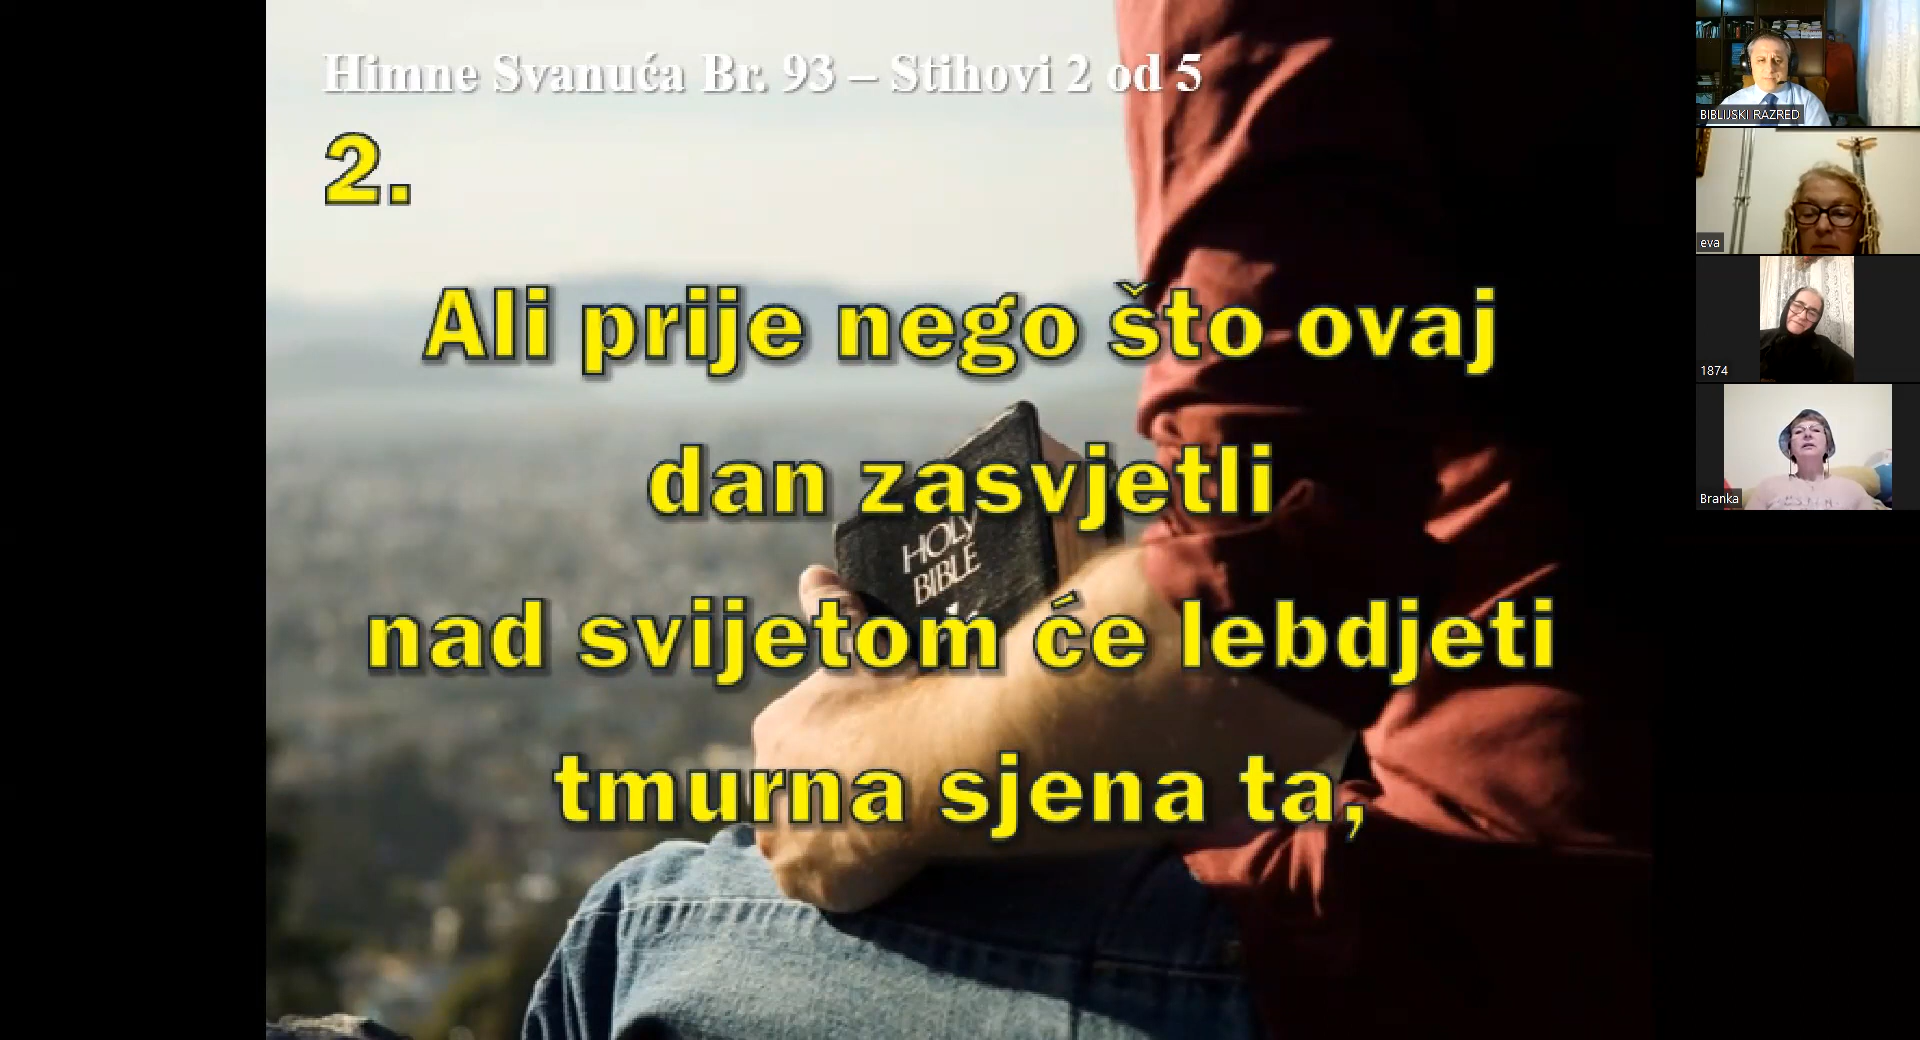 Himne Svanuća Br. 93 – Stihovi 2 od 5
2.
Ali prije nego što ovaj
dan zasvjetli
nad svijetom će lebdjeti
tmurna sjena ta,
HOLY
BIBLE
BIBLIJSKI RAZRED
eva
1874
Branka